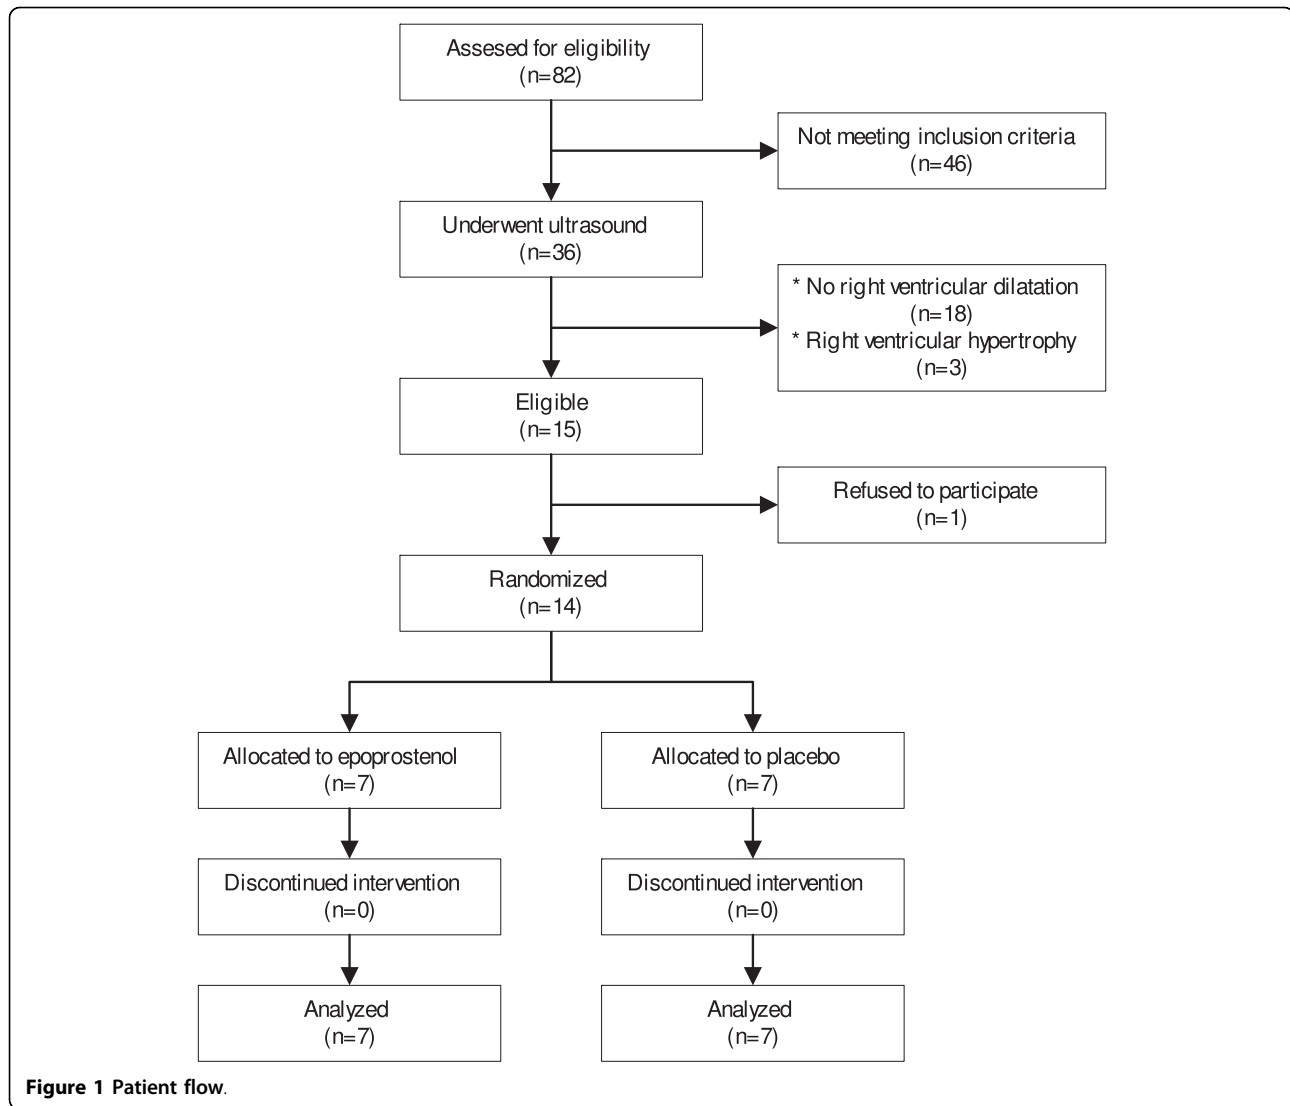 Assesed for eligibility
(n=82)
Not meeting inclusion criteria
(n=46)
Underwent ultrasound
(n=36)
* No right ventricular dilatation
(n=18)
* Right ventricular hypertrophy
(n=3)
Eligible
(n=15)
Refused to participate
(n=1)
Randomized
(n=14)
Allocated to epoprostenol
(n=7)
Allocated to placebo
(n=7)
Discontinued intervention
(n=0)
Discontinued intervention
(n=0)
Analyzed
(n=7)
Analyzed
(n=7)
Figure 1 Patient flow.